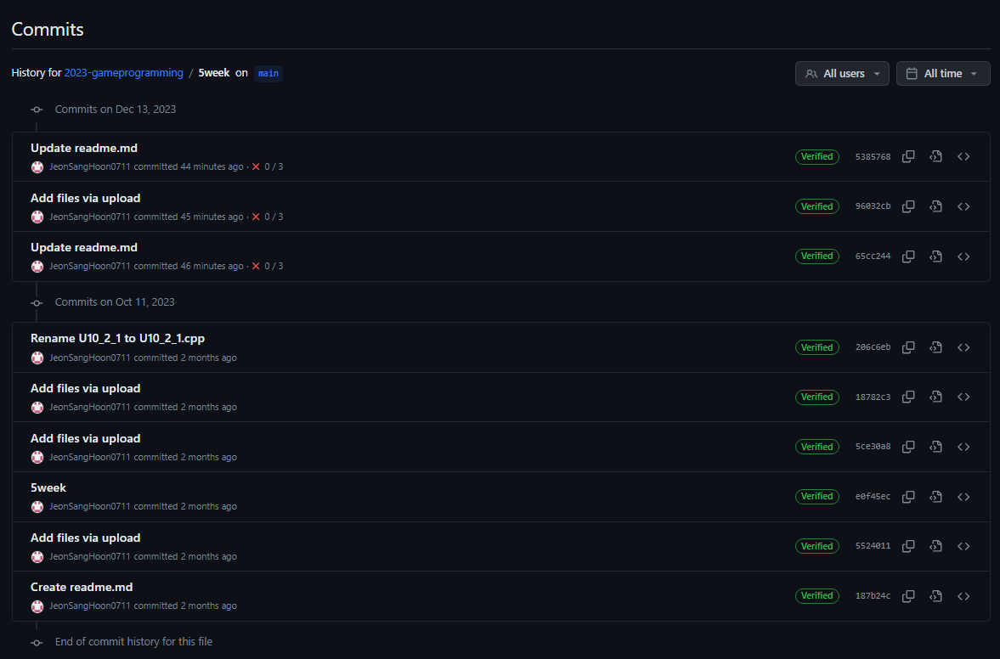 Commits
History for 2023-gameprogramming / 5week on main
All users
All time
Commits on Dec 13, 2023
Update readme.md
JeonSangHoon0711 committed 44 minutes ago · 0 / 3
Verified 5385768
Add files via upload
JeonSangHoon0711 committed 45 minutes ago · 0 / 3
Verified 96032cb
Update readme.md
JeonSangHoon0711 committed 46 minutes ago · 0 / 3
Verified 65cc244
Commits on Oct 11, 2023
Rename U10_2_1 to U10_2_1.cpp
JeonSangHoon0711 committed 2 months ago
Verified 206c6eb
Add files via upload
JeonSangHoon0711 committed 2 months ago
Verified 18782c3
Add files via upload
JeonSangHoon0711 committed 2 months ago
Verified 5ce30a8
5week
JeonSangHoon0711 committed 2 months ago
Verified e0f45ec
Add files via upload
JeonSangHoon0711 committed 2 months ago
Verified 5524011
Create readme.md
JeonSangHoon0711 committed 2 months ago
Verified 187b24c
End of commit history for this file